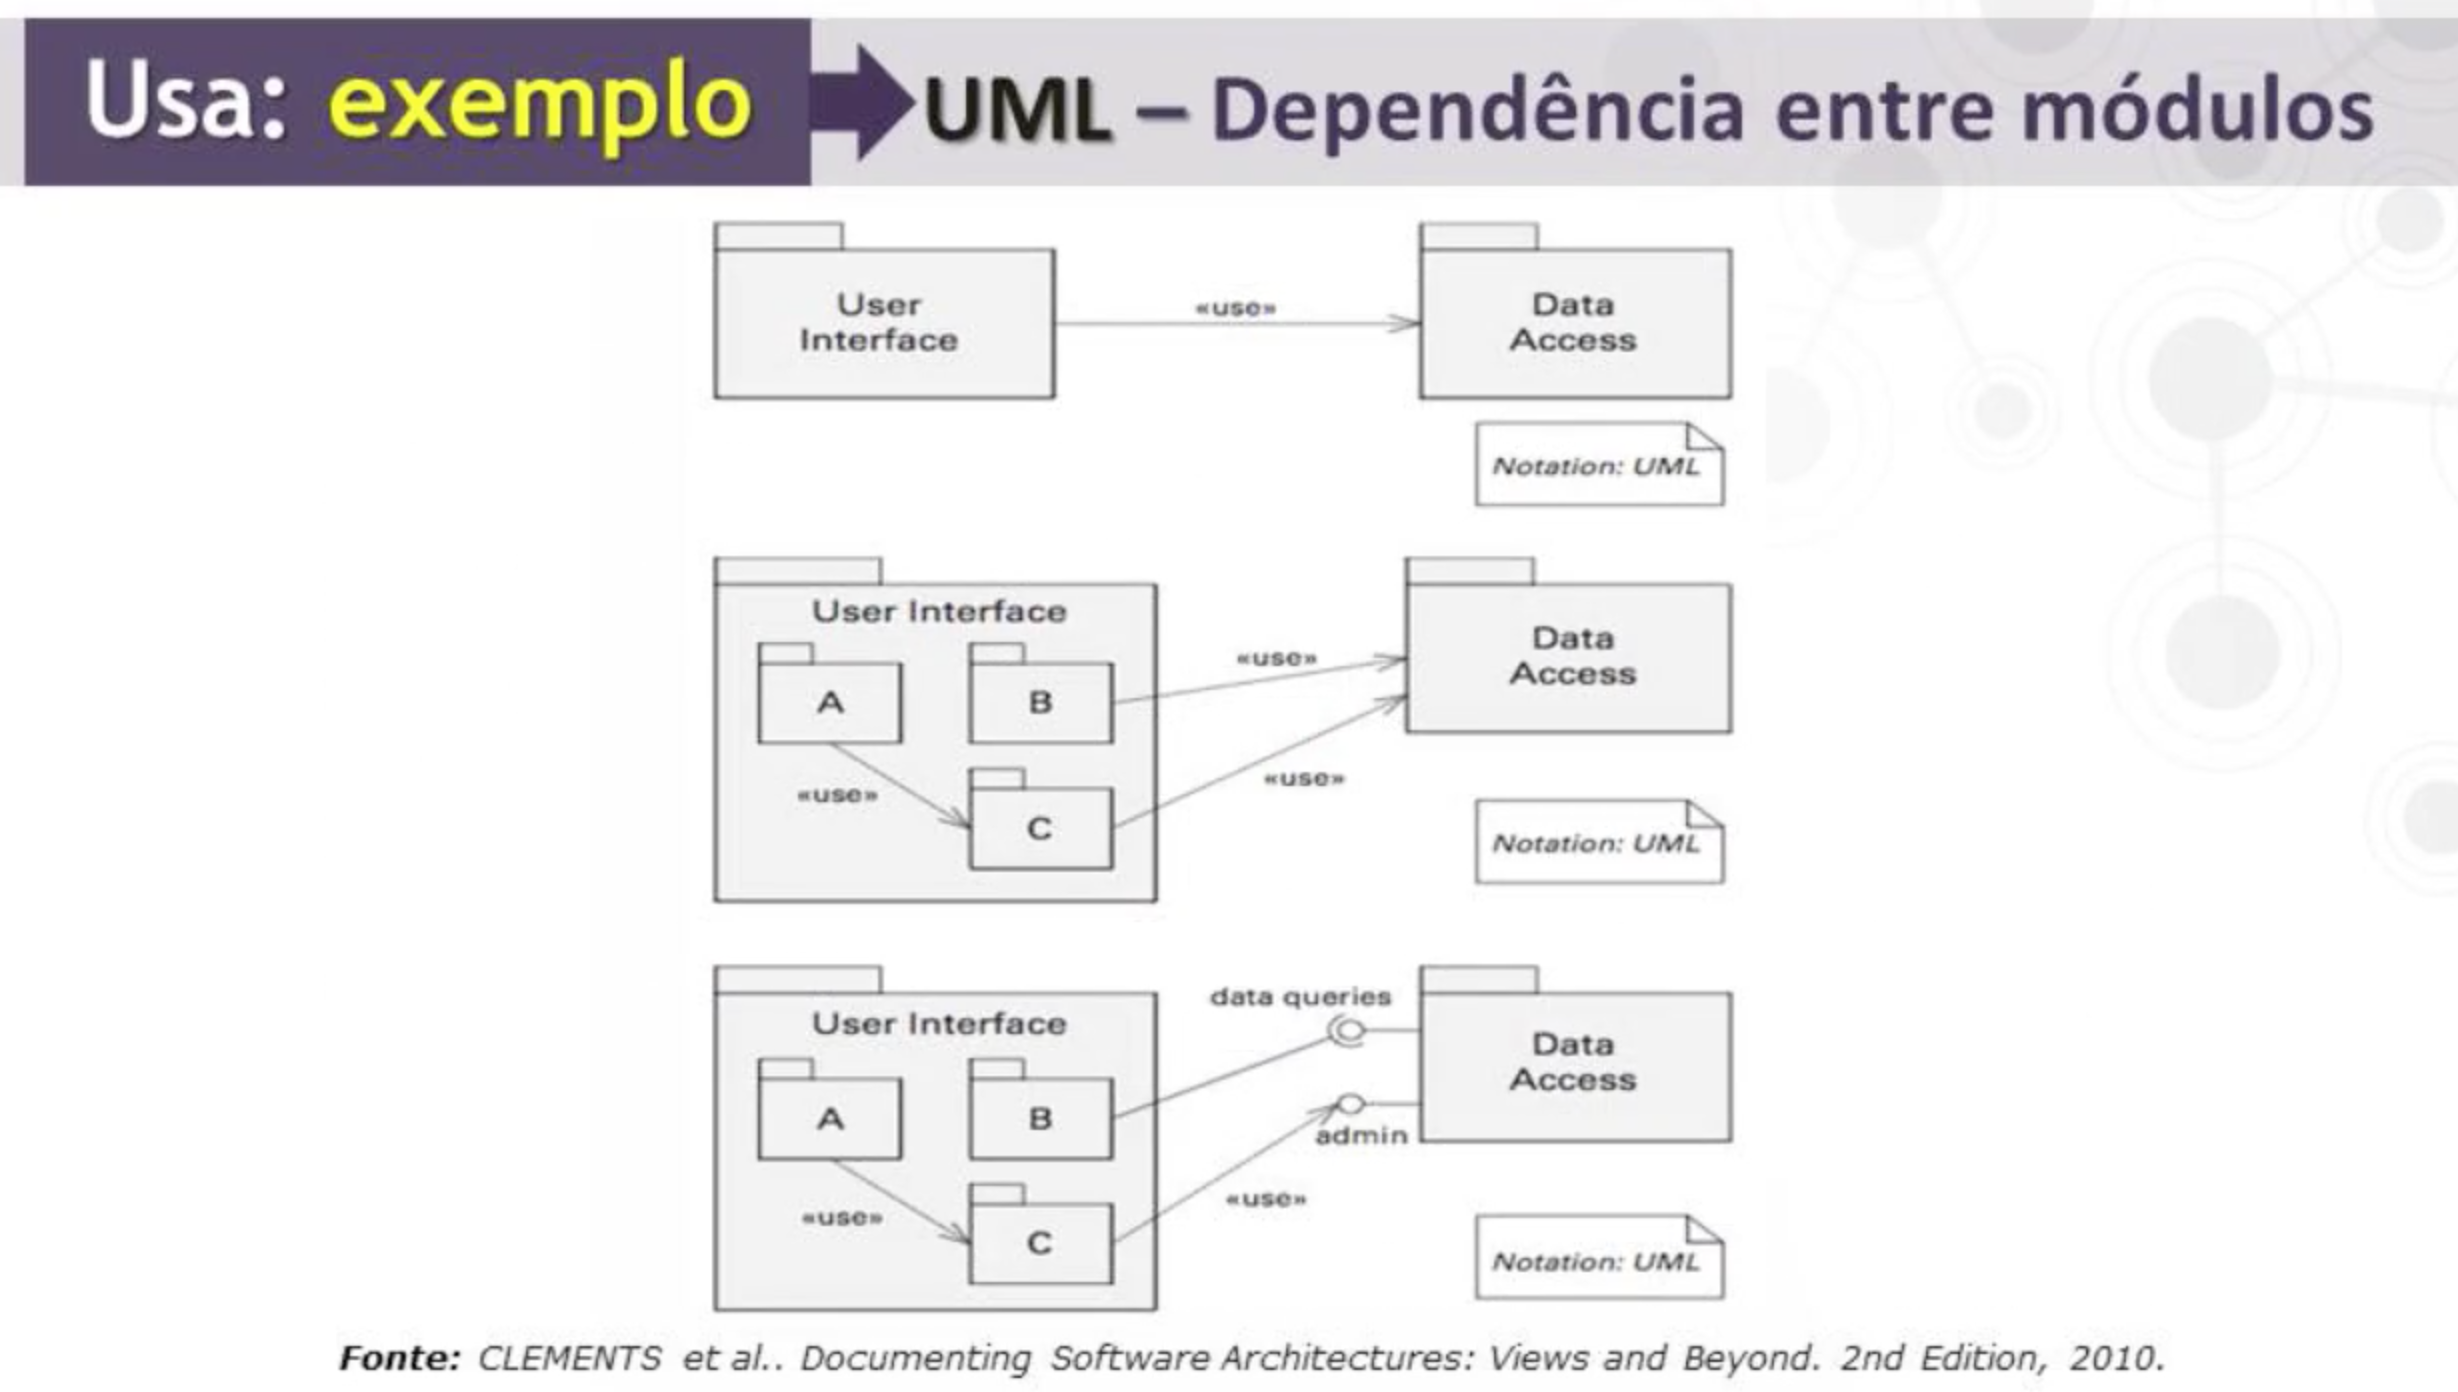 Usa: exemplo UML – Dependência entre módulos
User
Interface
«use»
Data
Access
Notation: UML
User Interface
A
B
C
«use»
«use»
«use»
Data
Access
Notation: UML
User Interface
A
B
C
«use»
data queries
admin
«use»
Data
Access
Notation: UML
Fonte: CLEMENTS et al.. Documenting Software Architectures: Views and Beyond. 2nd Edition, 2010.